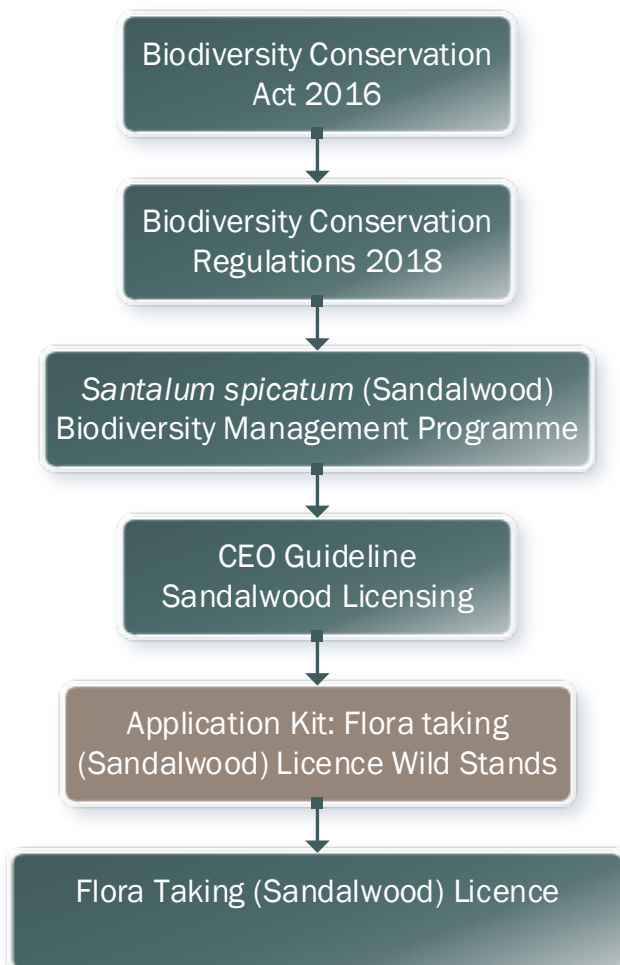 Biodiversity Conservation
Act 2016
Biodiversity Conservation
Regulations 2018
Santalum spicatum (Sandalwood)
Biodiversity Management Programme
CEO Guideline
Sandalwood Licensing
Application Kit: Flora taking
(Sandalwood) Licence Wild Stands
Flora Taking (Sandalwood) Licence